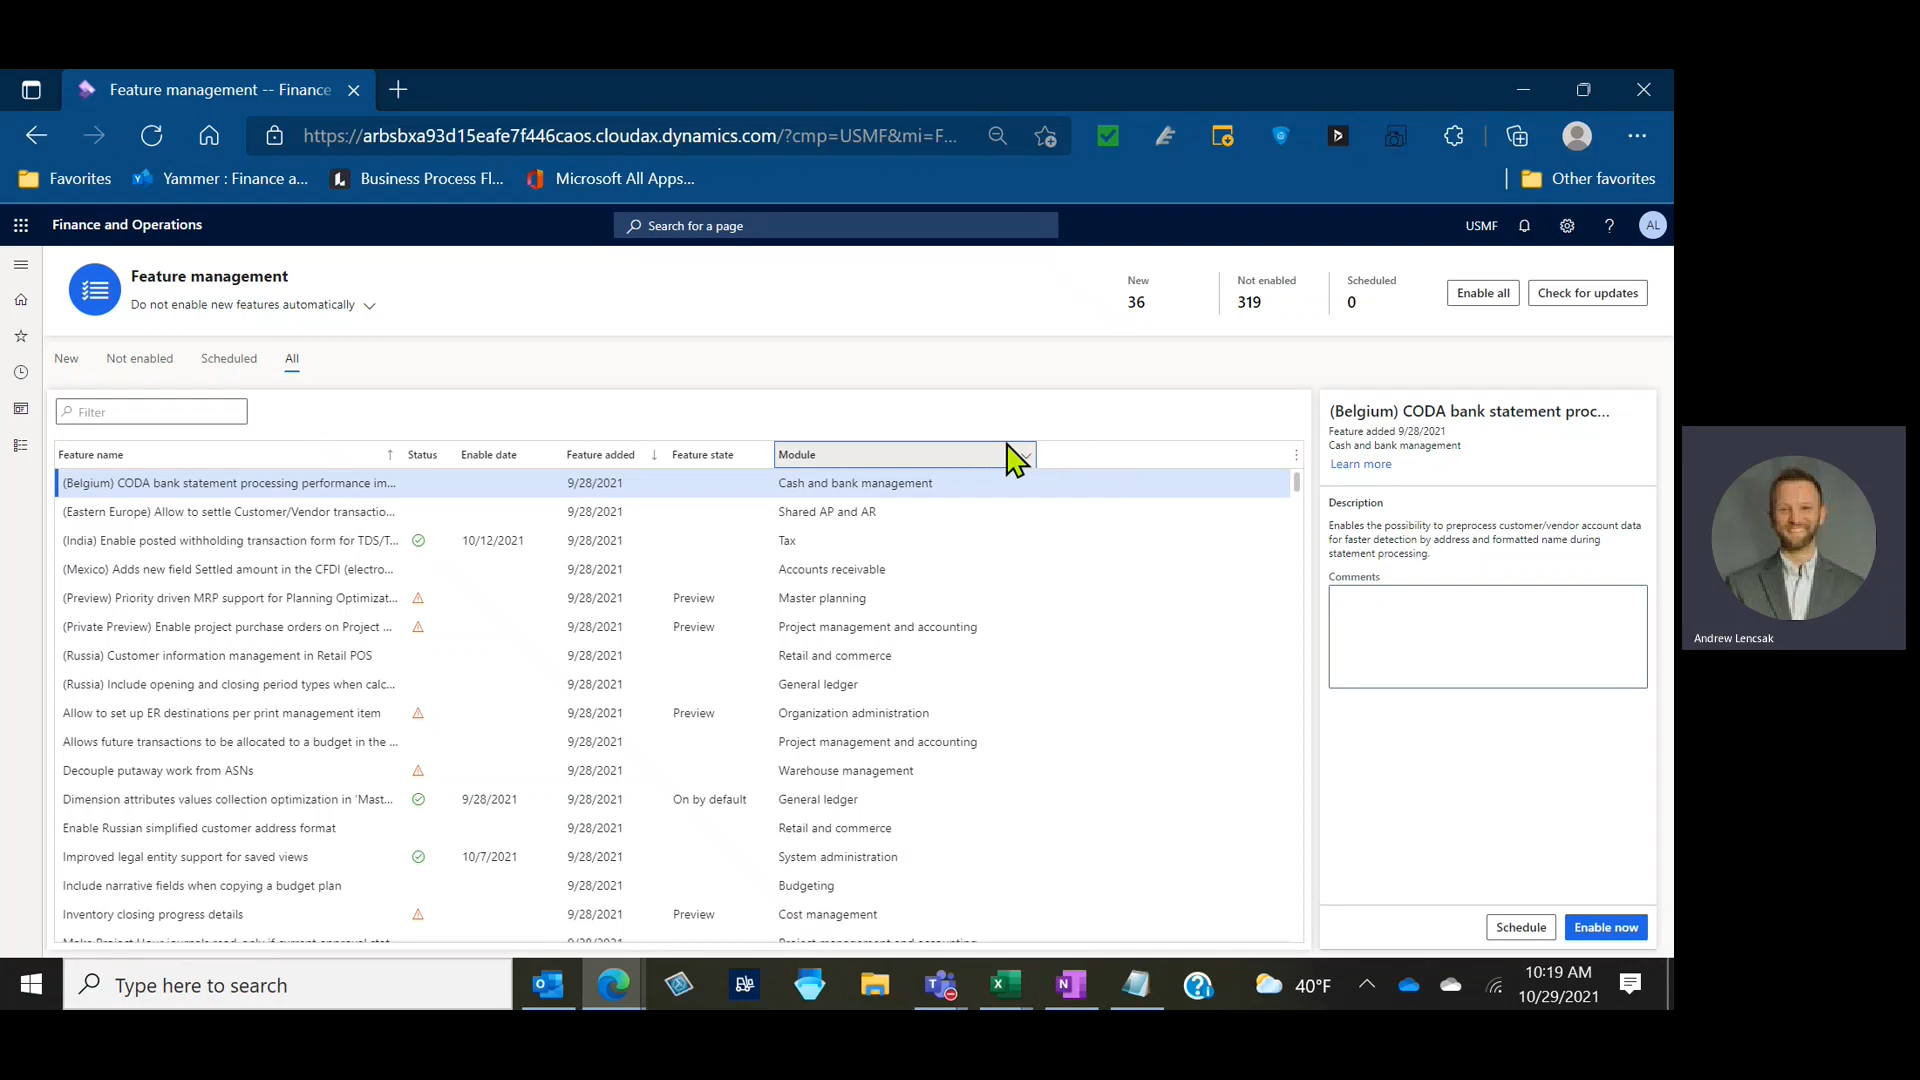 Feature management -- Finance
https://arbsbxa93d15eafe7f446caos.cloudax.dynamics.com/?cmp=USMF&mi=F...
Favorites
Yammer : Finance a...
Business Process Fl...
Microsoft All Apps...
Other favorites
Finance and Operations
Search for a page
USMF
?
AL
Feature management
Do not enable new features automatically
New
36
Not enabled
319
Scheduled
0
Enable all
Check for updates
New
Not enabled
Scheduled
All
Filter
Feature name Status Enable date Feature added Feature state Module
(Belgium) CODA bank statement processing performance im... 9/28/2021 Cash and bank management
(Eastern Europe) Allow to settle Customer/Vendor transactio... 9/28/2021 Shared AP and AR
(India) Enable posted withholding transaction form for TDS/T... 10/12/2021 9/28/2021 Tax
(Mexico) Adds new field Settled amount in the CFDI (electro... 9/28/2021 Accounts receivable
(Preview) Priority driven MRP support for Planning Optimizat... 9/28/2021 Preview Master planning
(Private Preview) Enable project purchase orders on Project ... 9/28/2021 Preview Project management and accounting
(Russia) Customer information management in Retail POS 9/28/2021 Retail and commerce
(Russia) Include opening and closing period types when calc... 9/28/2021 General ledger
Allow to set up ER destinations per print management item 9/28/2021 Preview Organization administration
Allows future transactions to be allocated to a budget in the ... 9/28/2021 Project management and accounting
Decouple putaway work from ASNs 9/28/2021 Warehouse management
Dimension attributes values collection optimization in 'Mast... 9/28/2021 9/28/2021 On by default General ledger
Enable Russian simplified customer address format 9/28/2021 Retail and commerce
Improved legal entity support for saved views 10/7/2021 9/28/2021 System administration
Include narrative fields when copying a budget plan 9/28/2021 Budgeting
Inventory closing progress details 9/28/2021 Preview Cost management
(Belgium) CODA bank statement proc...
Feature added 9/28/2021
Cash and bank management
Learn more
Description
Enables the possibility to preprocess customer/vendor account data
for faster detection by address and formatted name during
statement processing.
Comments
Schedule
Enable now
Andrew Lencsak
Type here to search
40°F
10:19 AM
10/29/2021